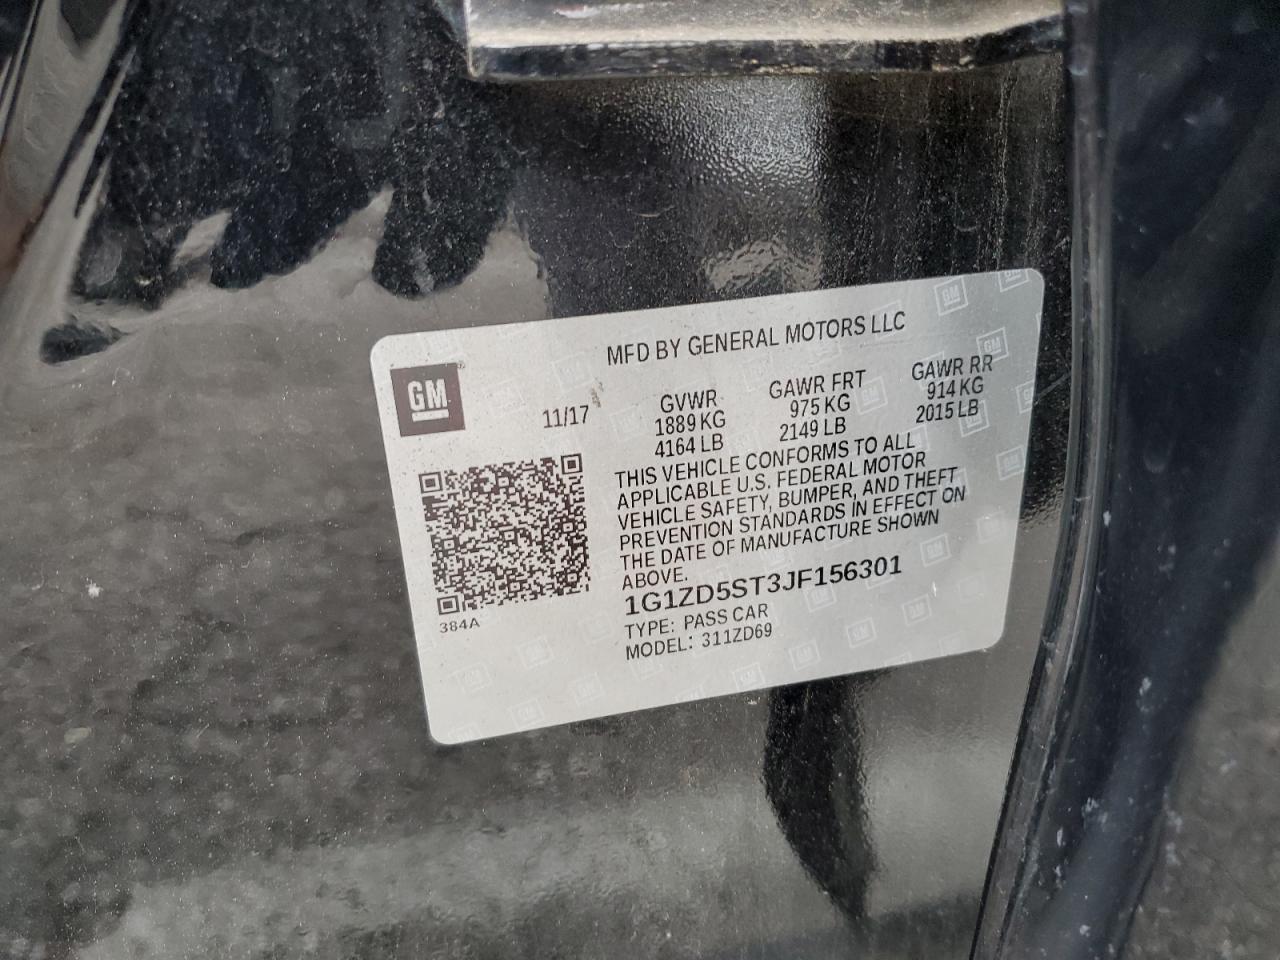 MFD BY GENERAL MOTORS LLC
GM
11/17
GVWR
1889 KG
4164 LB
GAWR FRT
975 KG
2149 LB
GAWR RR
914 KG
2015 LB
THIS VEHICLE CONFORMS TO ALL
APPLICABLE U.S. FEDERAL MOTOR
VEHICLE SAFETY, BUMPER, AND THEFT
PREVENTION STANDARDS IN EFFECT ON
THE DATE OF MANUFACTURE SHOWN
ABOVE.
1G1ZD5ST3JF156301
TYPE: PASS CAR
MODEL: 311ZD69
384A